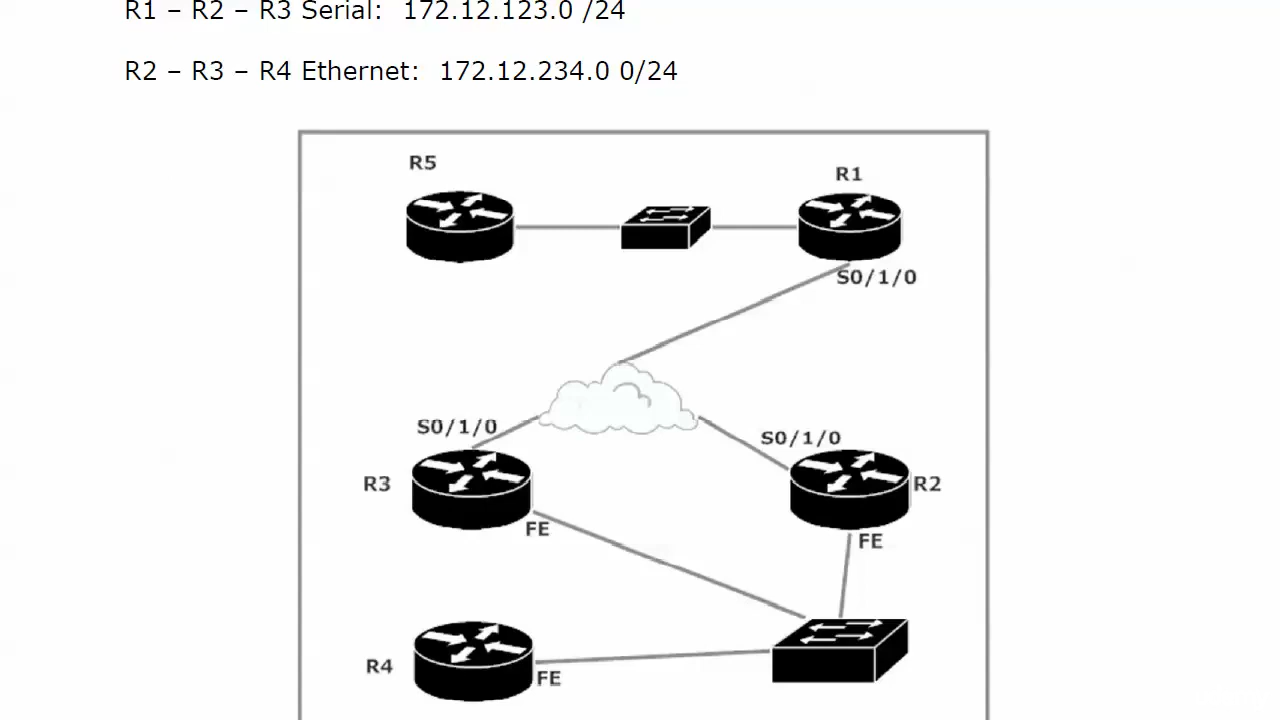 R1 – R2 – R3 Serial:  172.12.123.0 /24
R2 – R3 – R4 Ethernet:  172.12.234.0 0/24
R5
R1
S0/1/0
S0/1/0
S0/1/0
R3
R2
FE
FE
R4
FE